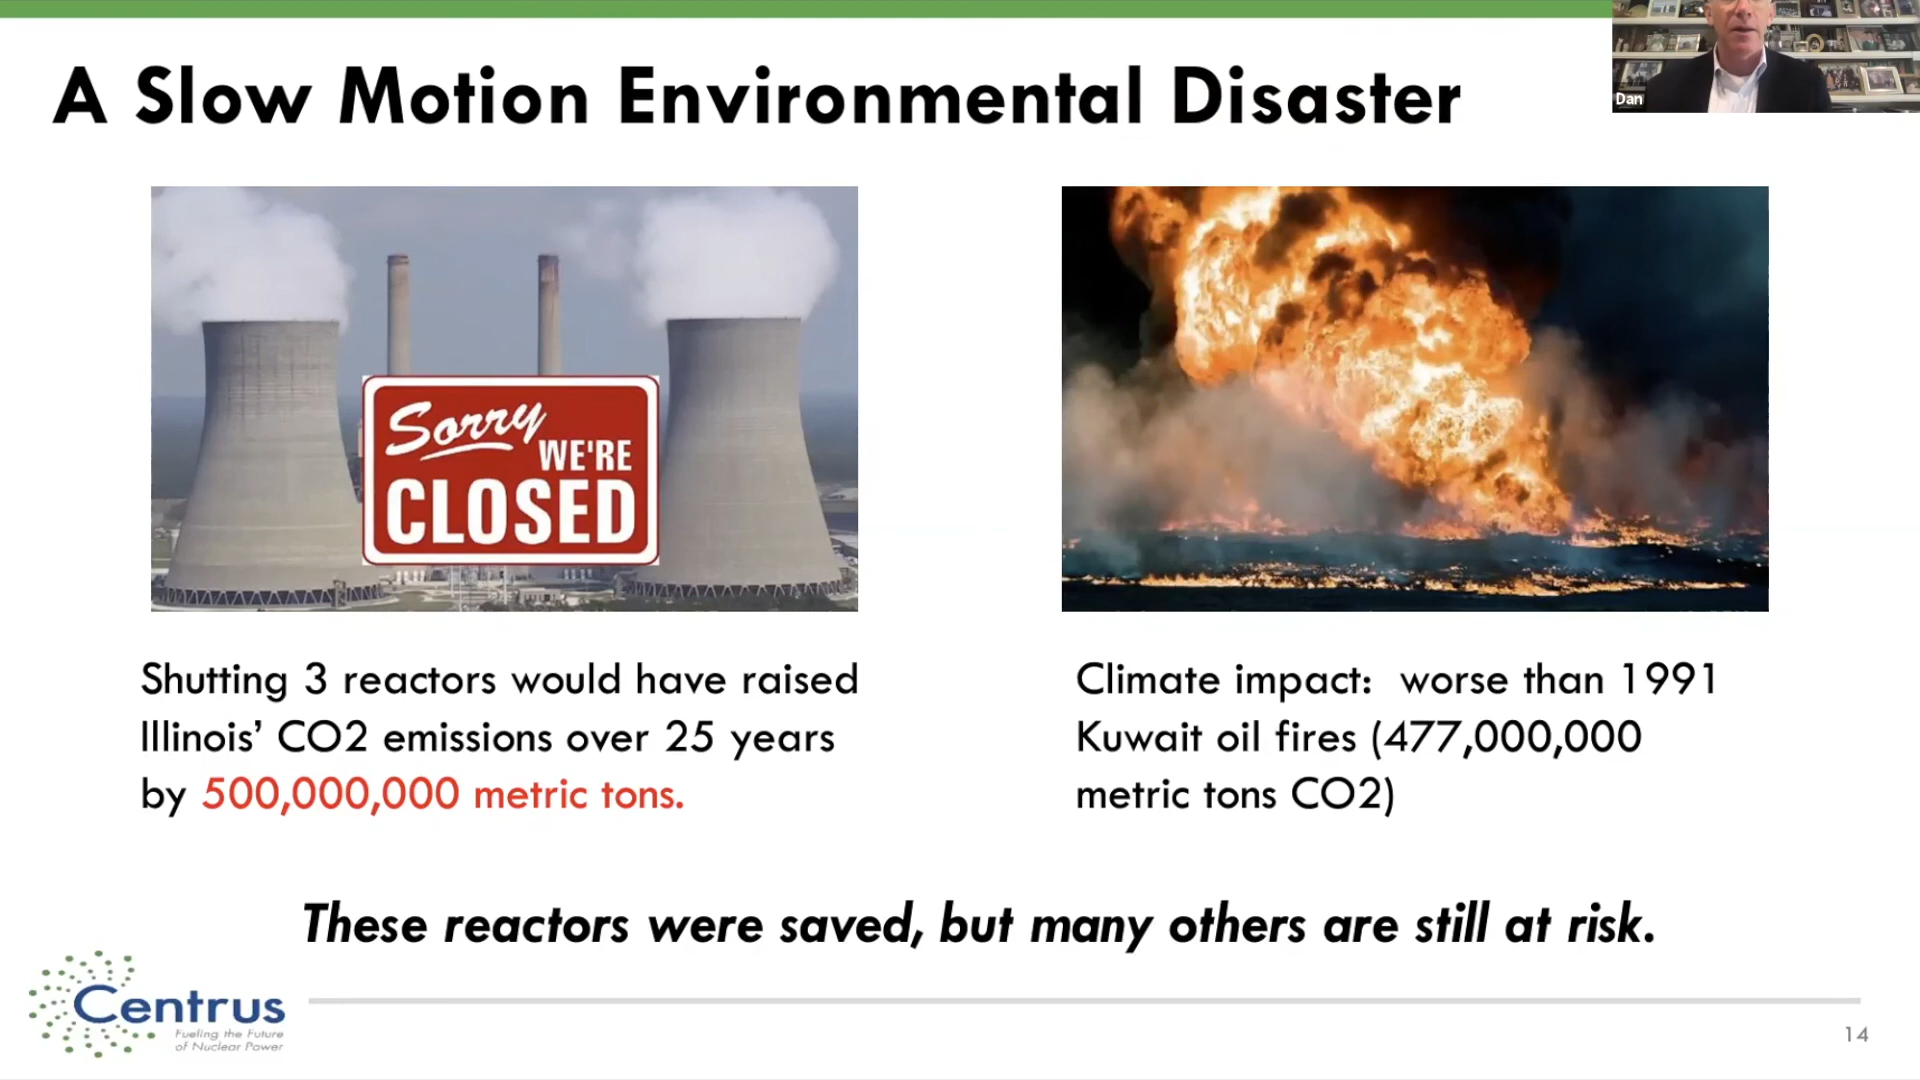 A Slow Motion Environmental Disaster
Dan
Sorry
WE'RE
CLOSED
Shutting 3 reactors would have raised
Illinois’ CO2 emissions over 25 years
by 500,000,000 metric tons.
Climate impact:  worse than 1991
Kuwait oil fires (477,000,000
metric tons CO2)
These reactors were saved, but many others are still at risk.
Centrus
Fueling the Future
of Nuclear Power
14